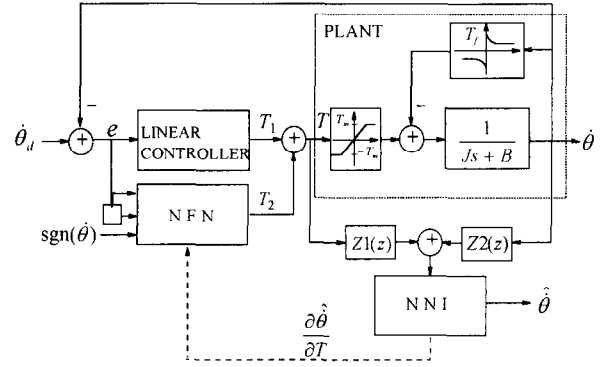 PLANT
T_f
−
−
θ̇_d
+
e
LINEAR
CONTROLLER
T_1
+
T
T_m
−T_m
+
1
Js + B
θ̇
N F N
T_2
sgn(θ̇)
Z1(z)
+
Z2(z)
N N I
θ̇̂
∂θ̇̂
∂T